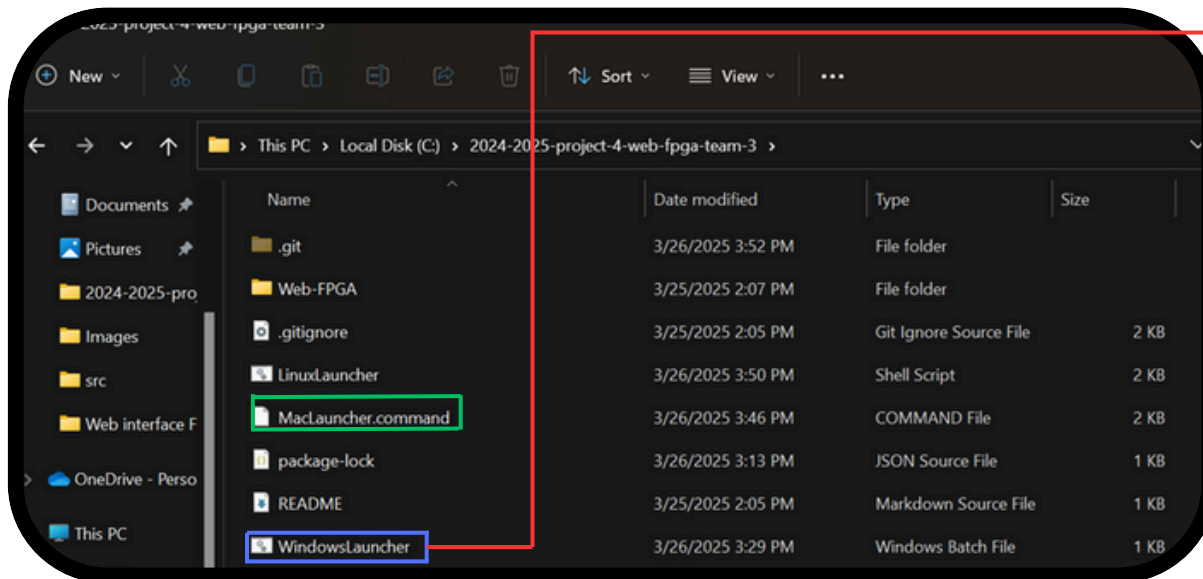 2025-project-4-web-fpga-team-3
New
Sort
View
This PC > Local Disk (C:) > 2024-2025-project-4-web-fpga-team-3 >
Documents
Pictures
2024-2025-pro
Images
src
Web interface F
OneDrive - Perso
This PC
Name Date modified Type Size
.git 3/26/2025 3:52 PM File folder
Web-FPGA 3/25/2025 2:07 PM File folder
.gitignore 3/25/2025 2:05 PM Git Ignore Source File 2 KB
LinuxLauncher 3/26/2025 3:50 PM Shell Script 2 KB
MacLauncher.command 3/26/2025 3:46 PM COMMAND File 2 KB
package-lock 3/26/2025 3:13 PM JSON Source File 1 KB
README 3/25/2025 2:05 PM Markdown Source File 1 KB
WindowsLauncher 3/26/2025 3:29 PM Windows Batch File 1 KB